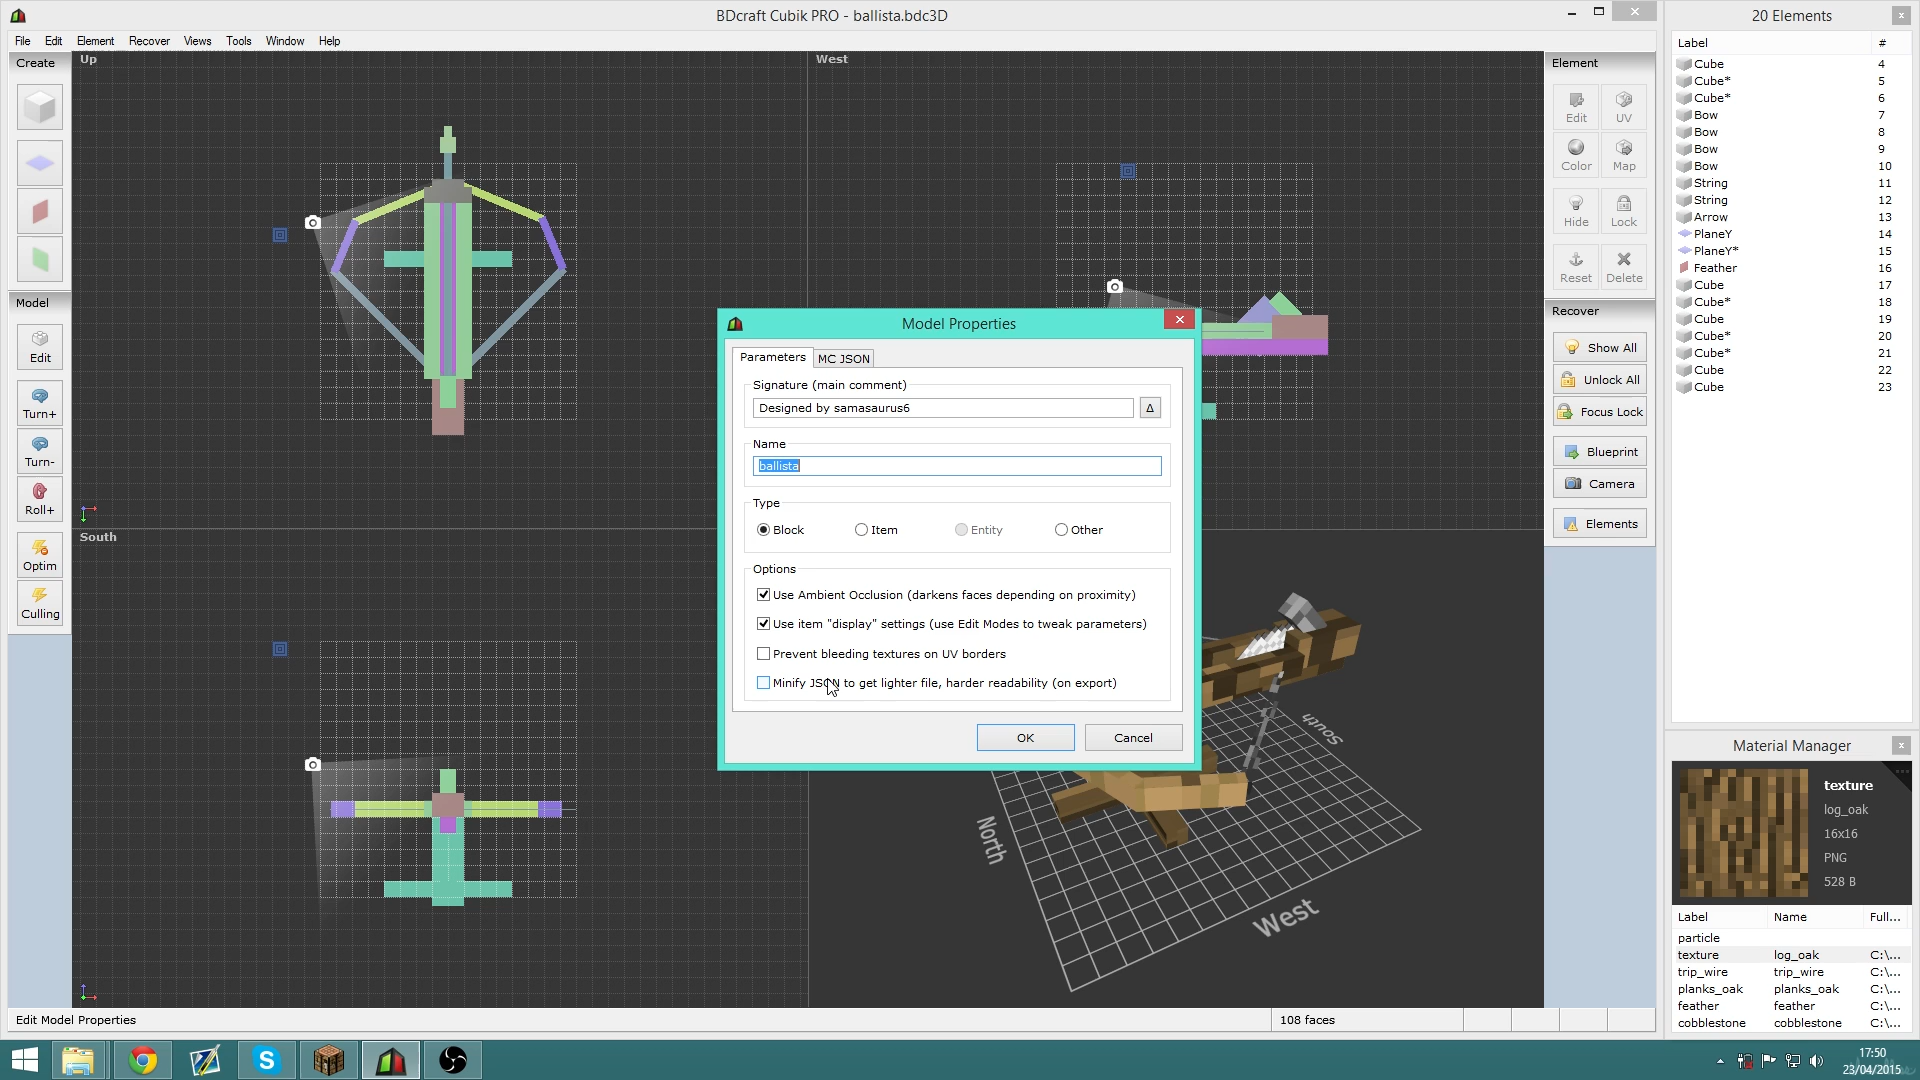 BDcraft Cubik PRO - ballista.bdc3D
File Edit Element Recover Views Tools Window Help
Create
Up
West
South
Model
Edit
Turn+
Turn-
Roll+
Optim
Culling
Model Properties
Parameters MC JSON
Signature (main comment)
Designed by samasaurus6
Δ
Name
ballista
Type
Block Item Entity Other
Options
Use Ambient Occlusion (darkens faces depending on proximity)
Use item "display" settings (use Edit Modes to tweak parameters)
Prevent bleeding textures on UV borders
Minify JSON to get lighter file, harder readability (on export)
OK Cancel
North
West
South
Element
Edit UV
Color Map
Hide Lock
Reset Delete
Recover
Show All
Unlock All
Focus Lock
Blueprint
Camera
Elements
20 Elements
Label #
Cube 4
Cube* 5
Cube* 6
Bow 7
Bow 8
Bow 9
Bow 10
String 11
String 12
Arrow 13
PlaneY 14
PlaneY* 15
Feather 16
Cube 17
Cube* 18
Cube 19
Cube* 20
Cube* 21
Cube 22
Cube 23
Material Manager
texture
log_oak
16x16
PNG
528 B
Label Name Full...
particle
texture log_oak C:\...
trip_wire trip_wire C:\...
planks_oak planks_oak C:\...
feather feather C:\...
cobblestone cobblestone C:\...
Edit Model Properties
108 faces
17:50
23/04/2015